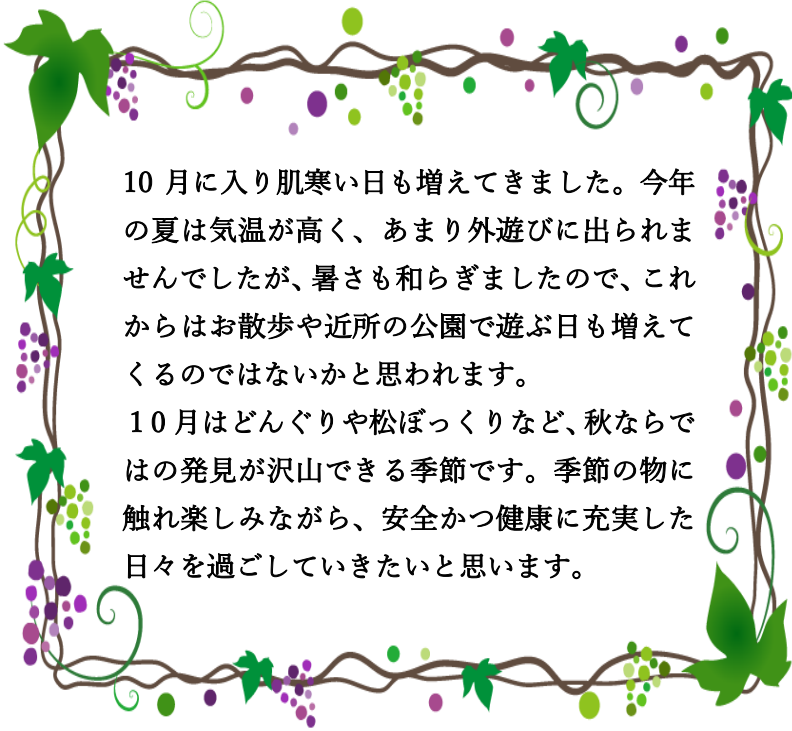 10 月に入り肌寒い日も増えてきました。今年
の夏は気温が高く、あまり外遊びに出られま
せんでしたが、暑さも和らぎましたので、これ
からはお散歩や近所の公園で遊ぶ日も増えて
くるのではないかと思われます。
１０月はどんぐりや松ぼっくりなど、秋ならで
はの発見が沢山できる季節です。季節の物に
触れ楽しみながら、安全かつ健康に充実した
日々を過ごしていきたいと思います。